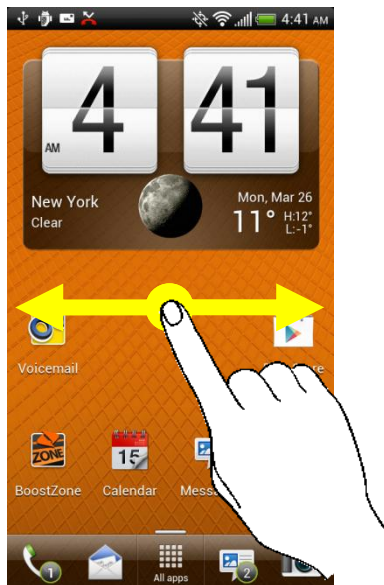 4:41 AM
4 41
AM
New York
Mon, Mar 26
Clear
11° H:12°
L:-1°
Voicemail
ZONE
15
BoostZone Calendar
1
All apps
2